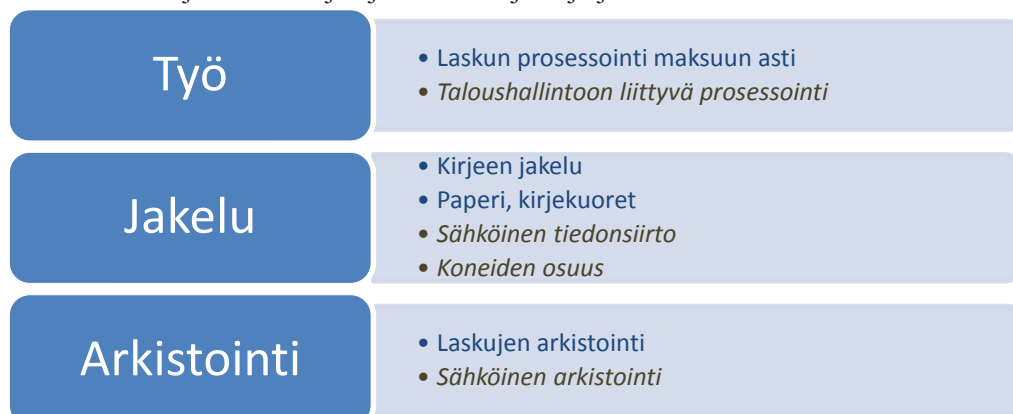 Työ
• Laskun prosessointi maksuun asti
• Taloushallintoon liittyvä prosessointi
Jakelu
• Kirjeen jakelu
• Paperi, kirjekuoret
• Sähköinen tiedonsiirto
• Koneiden osuus
Arkistointi
• Laskujen arkistointi
• Sähköinen arkistointi